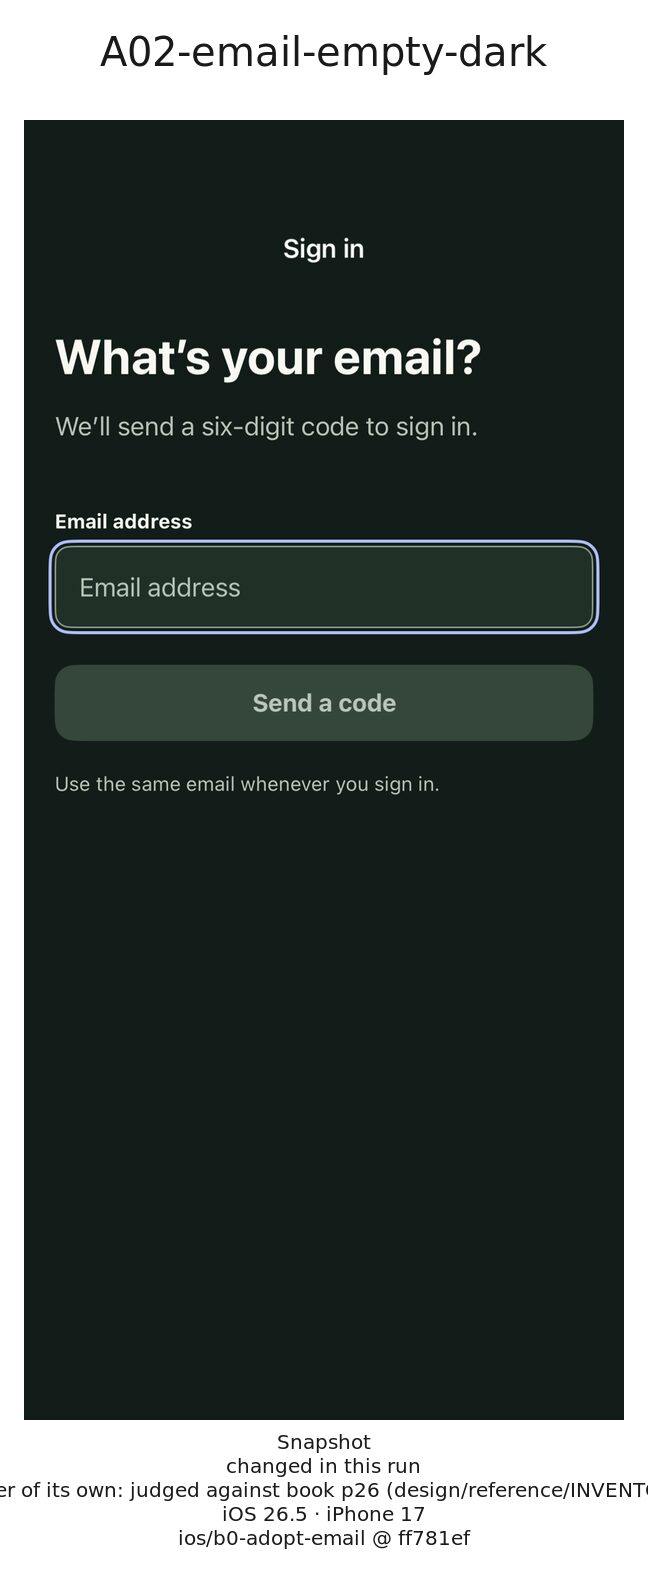 A02-email-empty-dark
Sign in
What’s your email?
We’ll send a six-digit code to sign in.
Email address
Email address
Send a code
Use the same email whenever you sign in.
Snapshot
changed in this run
of its own: judged against book p26 (design/reference/
iOS 26.5 · iPhone 17
ios/b0-adopt-email @ ff781ef